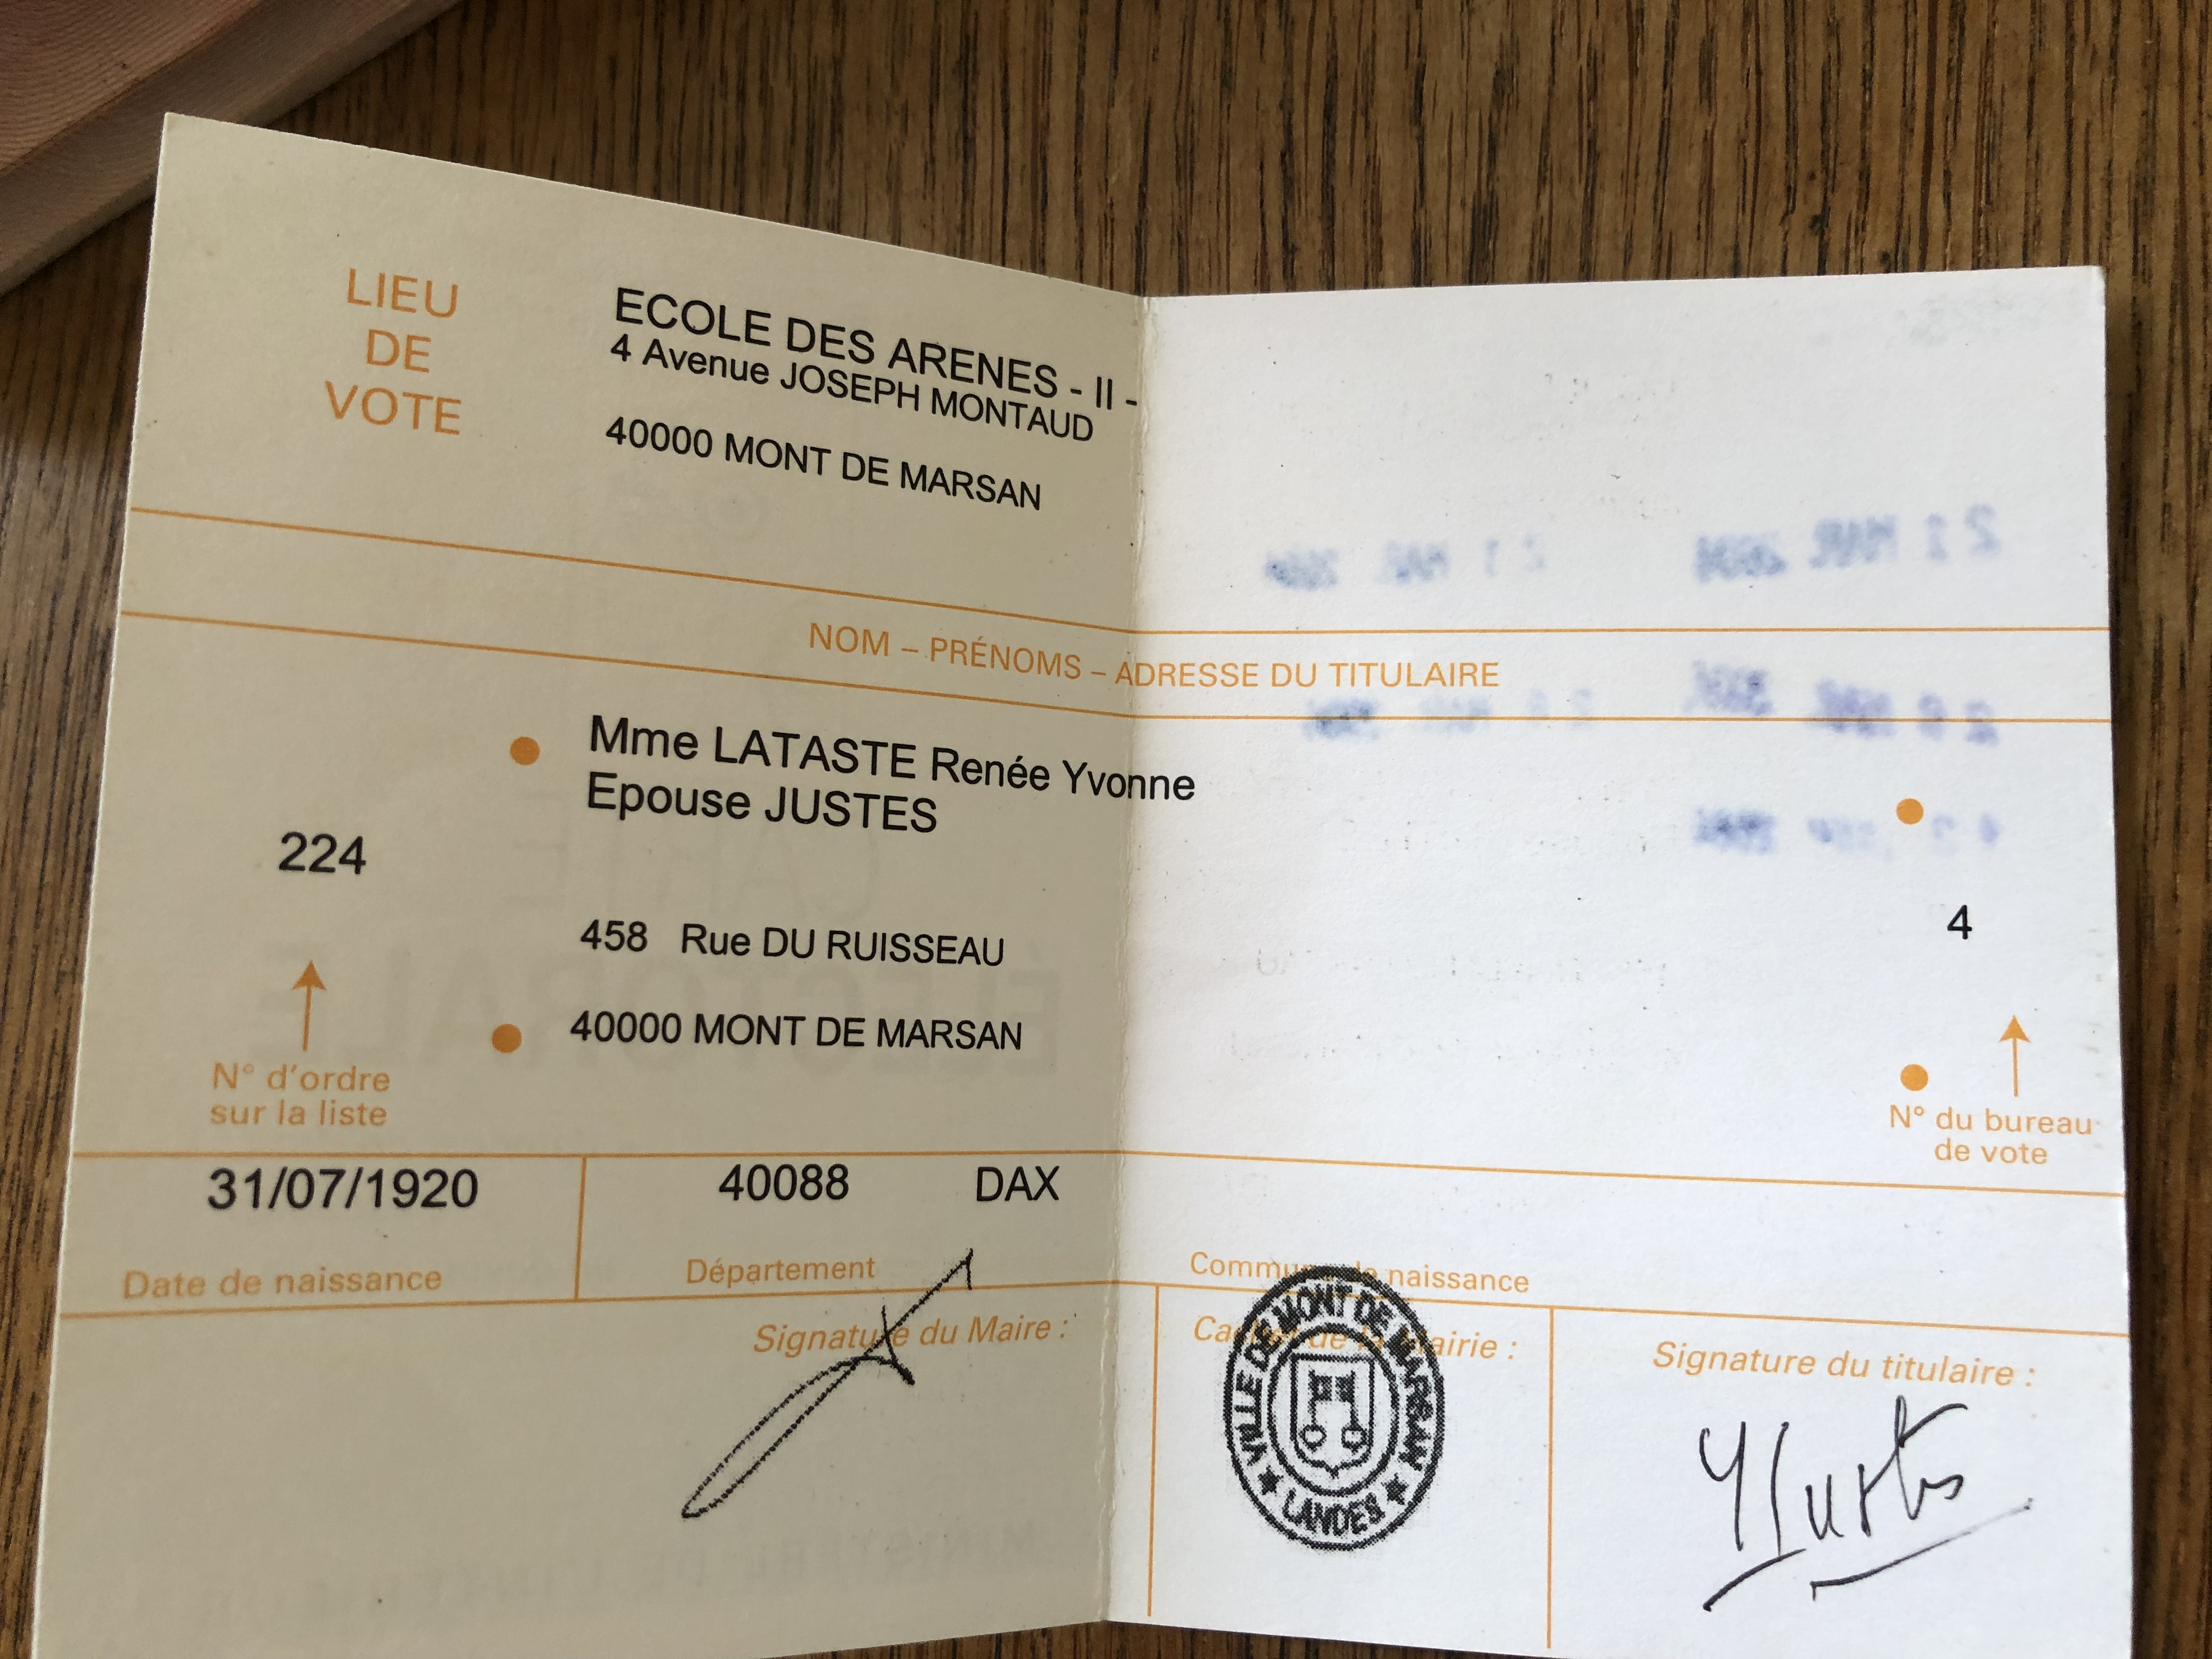 LIEU
DE
VOTE
ECOLE DES ARENES - II -
4 Avenue JOSEPH MONTAUD
40000 MONT DE MARSAN
NOM – PRÉNOMS – ADRESSE DU TITULAIRE
Mme LATASTE Renée Yvonne
Epouse JUSTES
224
458 Rue DU RUISSEAU
40000 MONT DE MARSAN
N° d'ordre
sur la liste
4
N° du bureau
de vote
31/07/1920
40088 DAX
Date de naissance
Département
Commune de naissance
Signature du Maire :
Cachet de la Mairie :
VILLE DE MONT DE MARSAN
LANDES
Signature du titulaire :
Y Justes